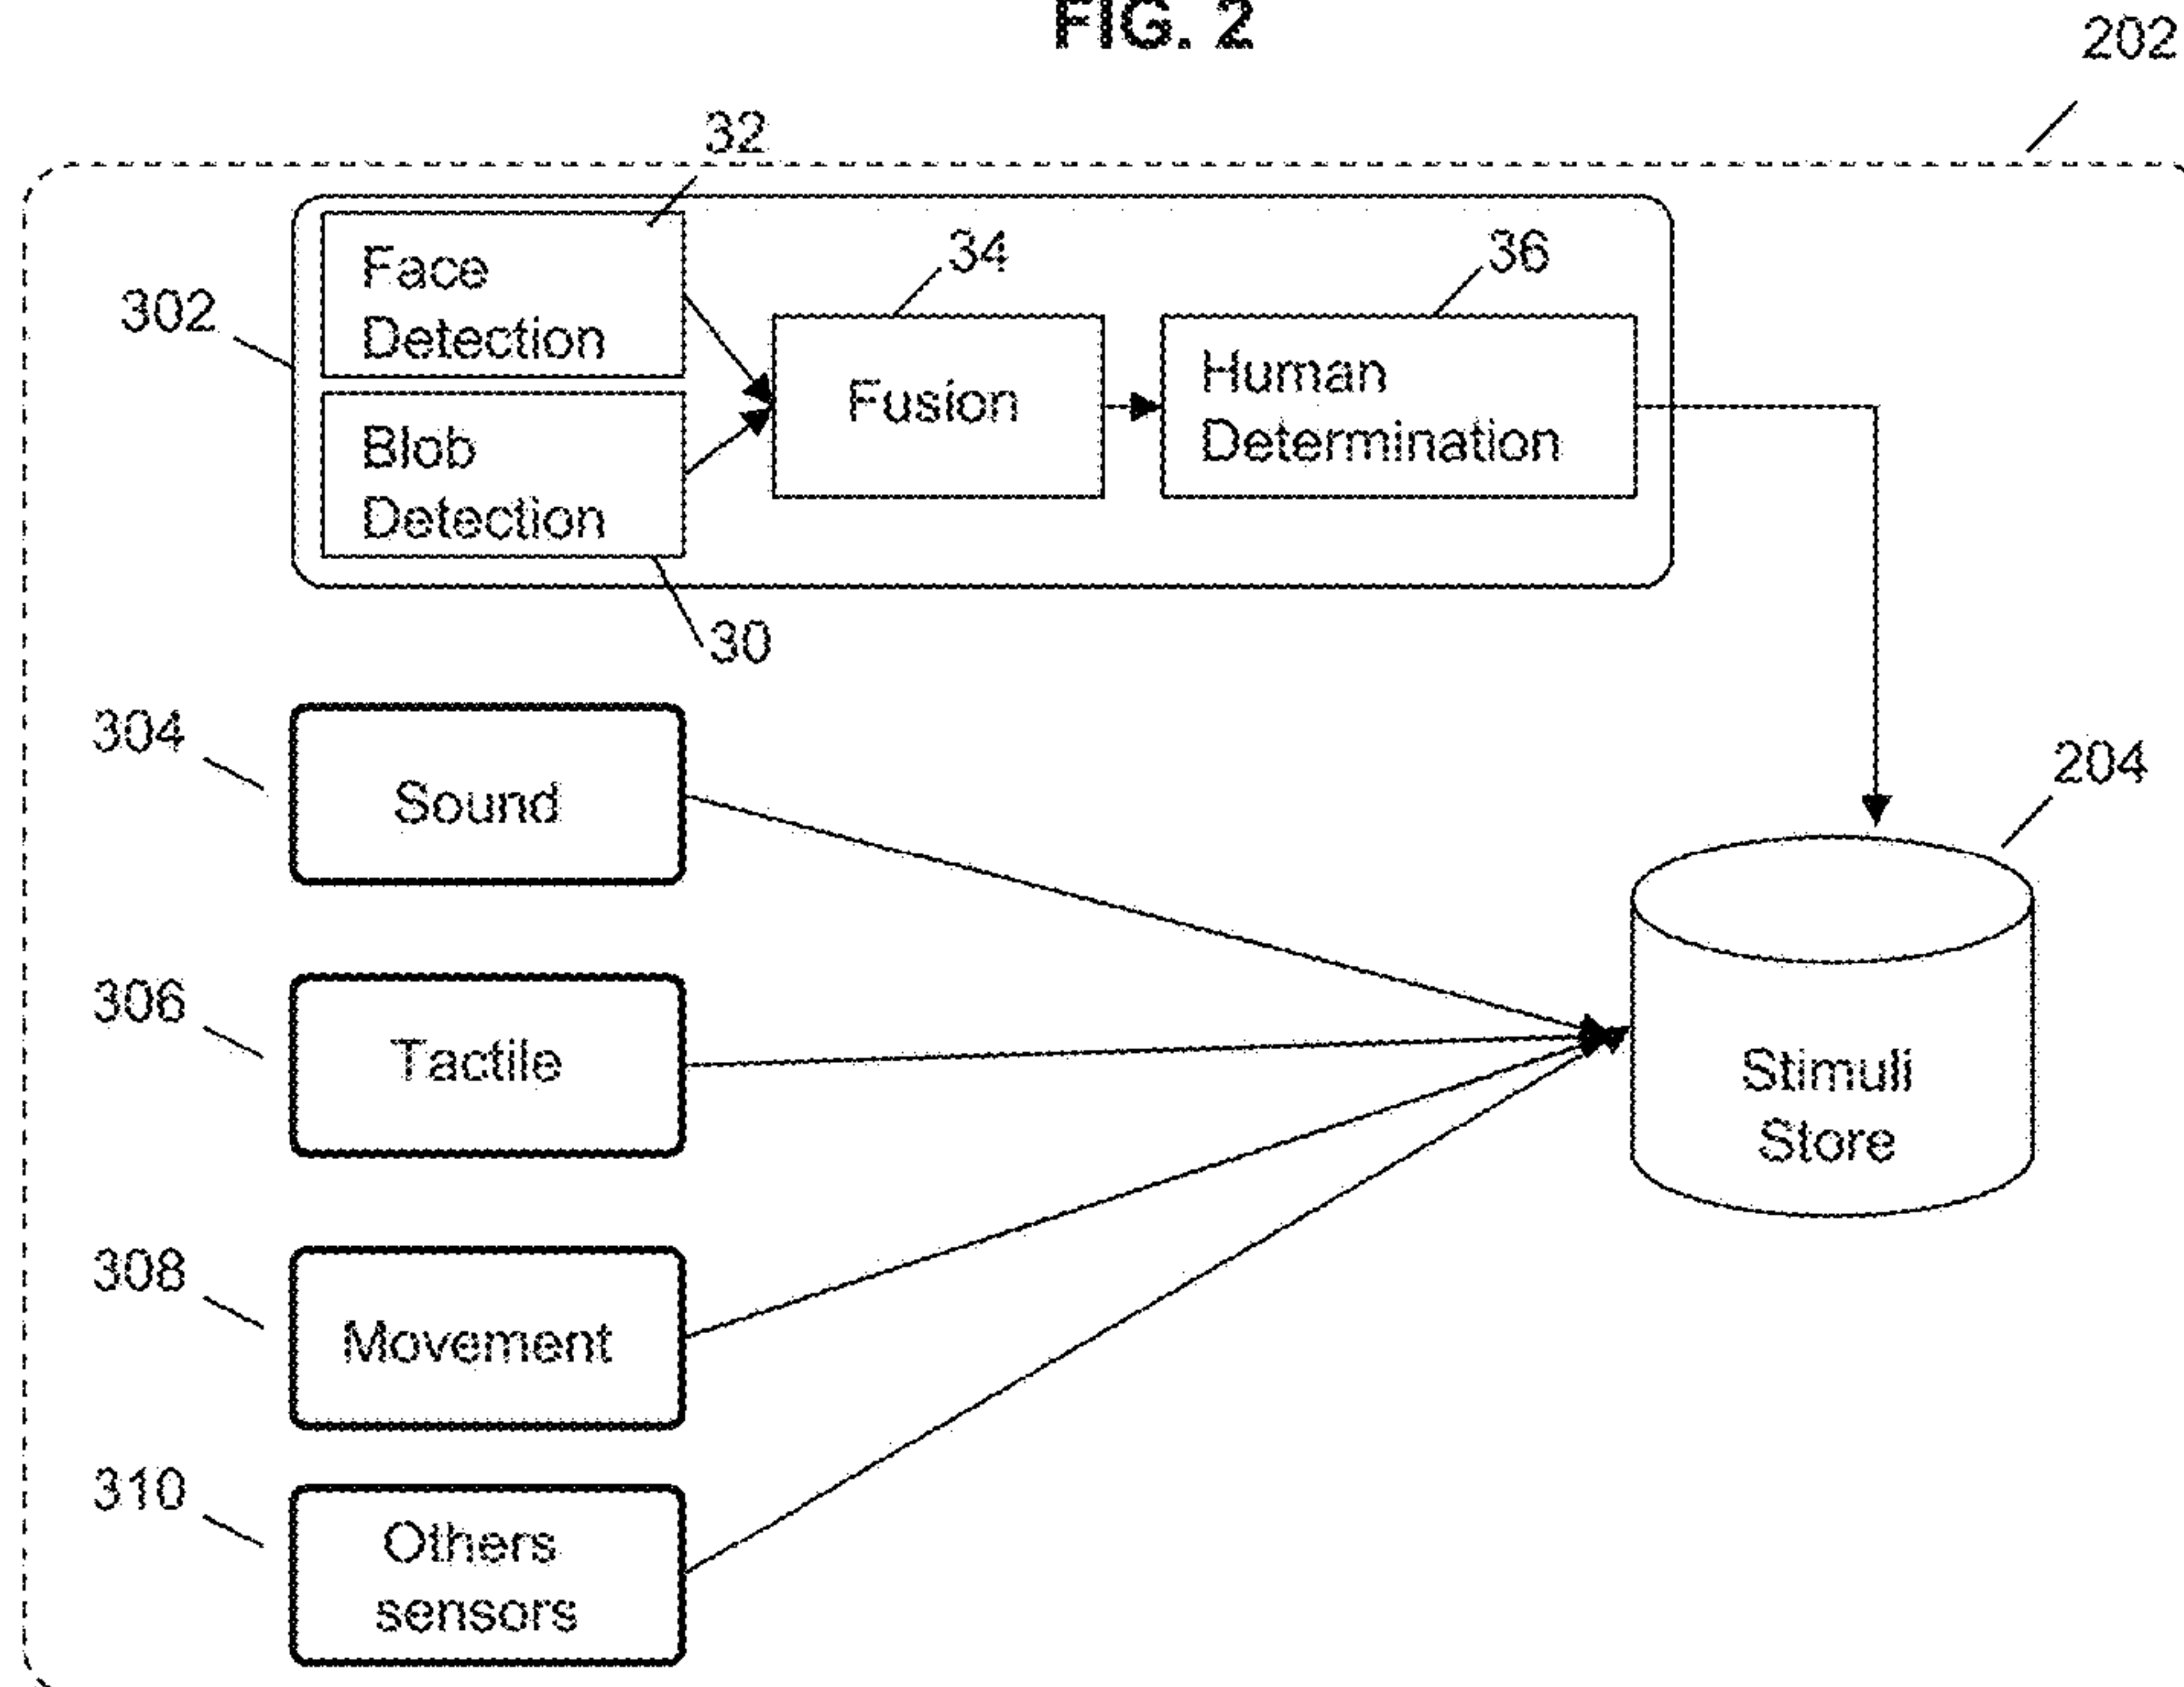 FIG. 2
202
32
Face
Detection
34
36
302
Fusion
Human
Determination
Blob
Detection
30
304
Sound
204
306
Tactile
Stimuli
Store
308
Movement
310
Others
sensors